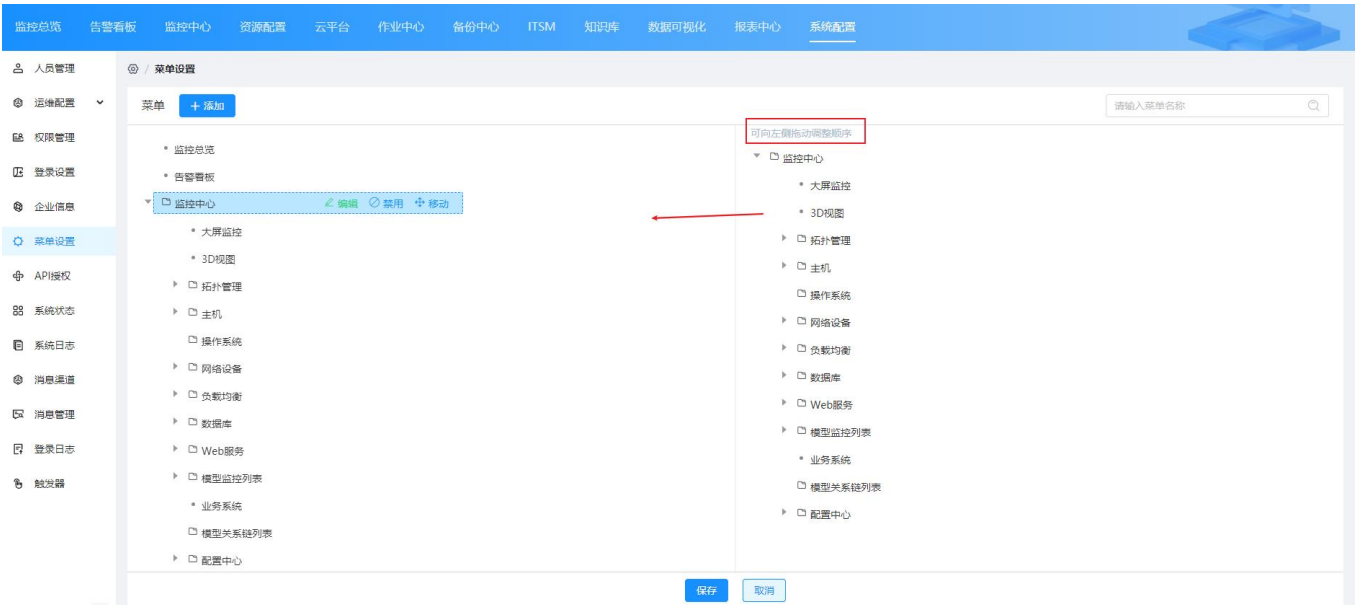 监控总览 告警看板 监控中心 资源配置 云平台 作业中心 备份中心 ITSM 知识库 数据可视化 报表中心 系统配置
人员管理
运维配置
权限管理
登录设置
企业信息
菜单设置
API授权
系统状态
系统日志
消息渠道
消息管理
登录日志
触发器
/ 菜单设置
菜单 + 添加
请输入菜单名称
监控总览
告警看板
监控中心 编辑 禁用 移动
大屏监控
3D视图
拓扑管理
主机
操作系统
网络设备
负载均衡
数据库
Web服务
模型监控列表
业务系统
模型关系链列表
配置中心
可向左侧拖动调整顺序
监控中心
大屏监控
3D视图
拓扑管理
主机
操作系统
网络设备
负载均衡
数据库
Web服务
模型监控列表
业务系统
模型关系链列表
配置中心
保存 取消